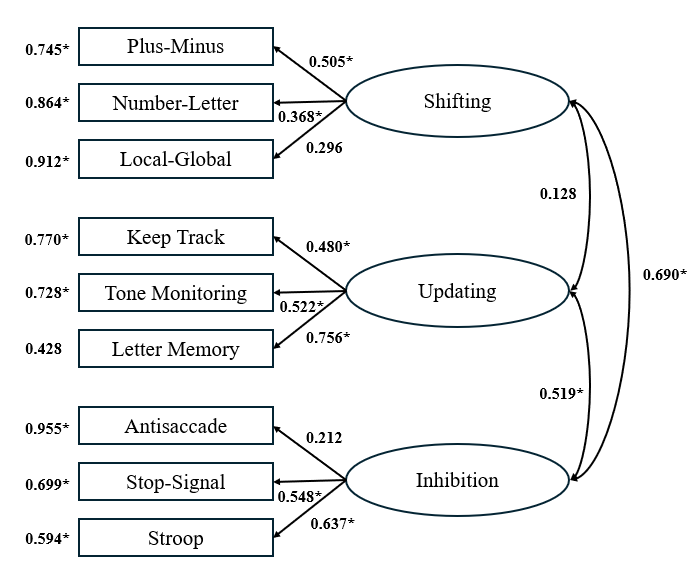 0.745*
Plus-Minus
0.505*
0.864*
Number-Letter
0.368*
Shifting
0.912*
Local-Global
0.296
0.128
0.770*
Keep Track
0.480*
0.690*
0.728*
Tone Monitoring
0.522*
Updating
0.428
Letter Memory
0.756*
0.519*
0.955*
Antisaccade
0.212
0.699*
Stop-Signal
0.548*
Inhibition
0.594*
Stroop
0.637*